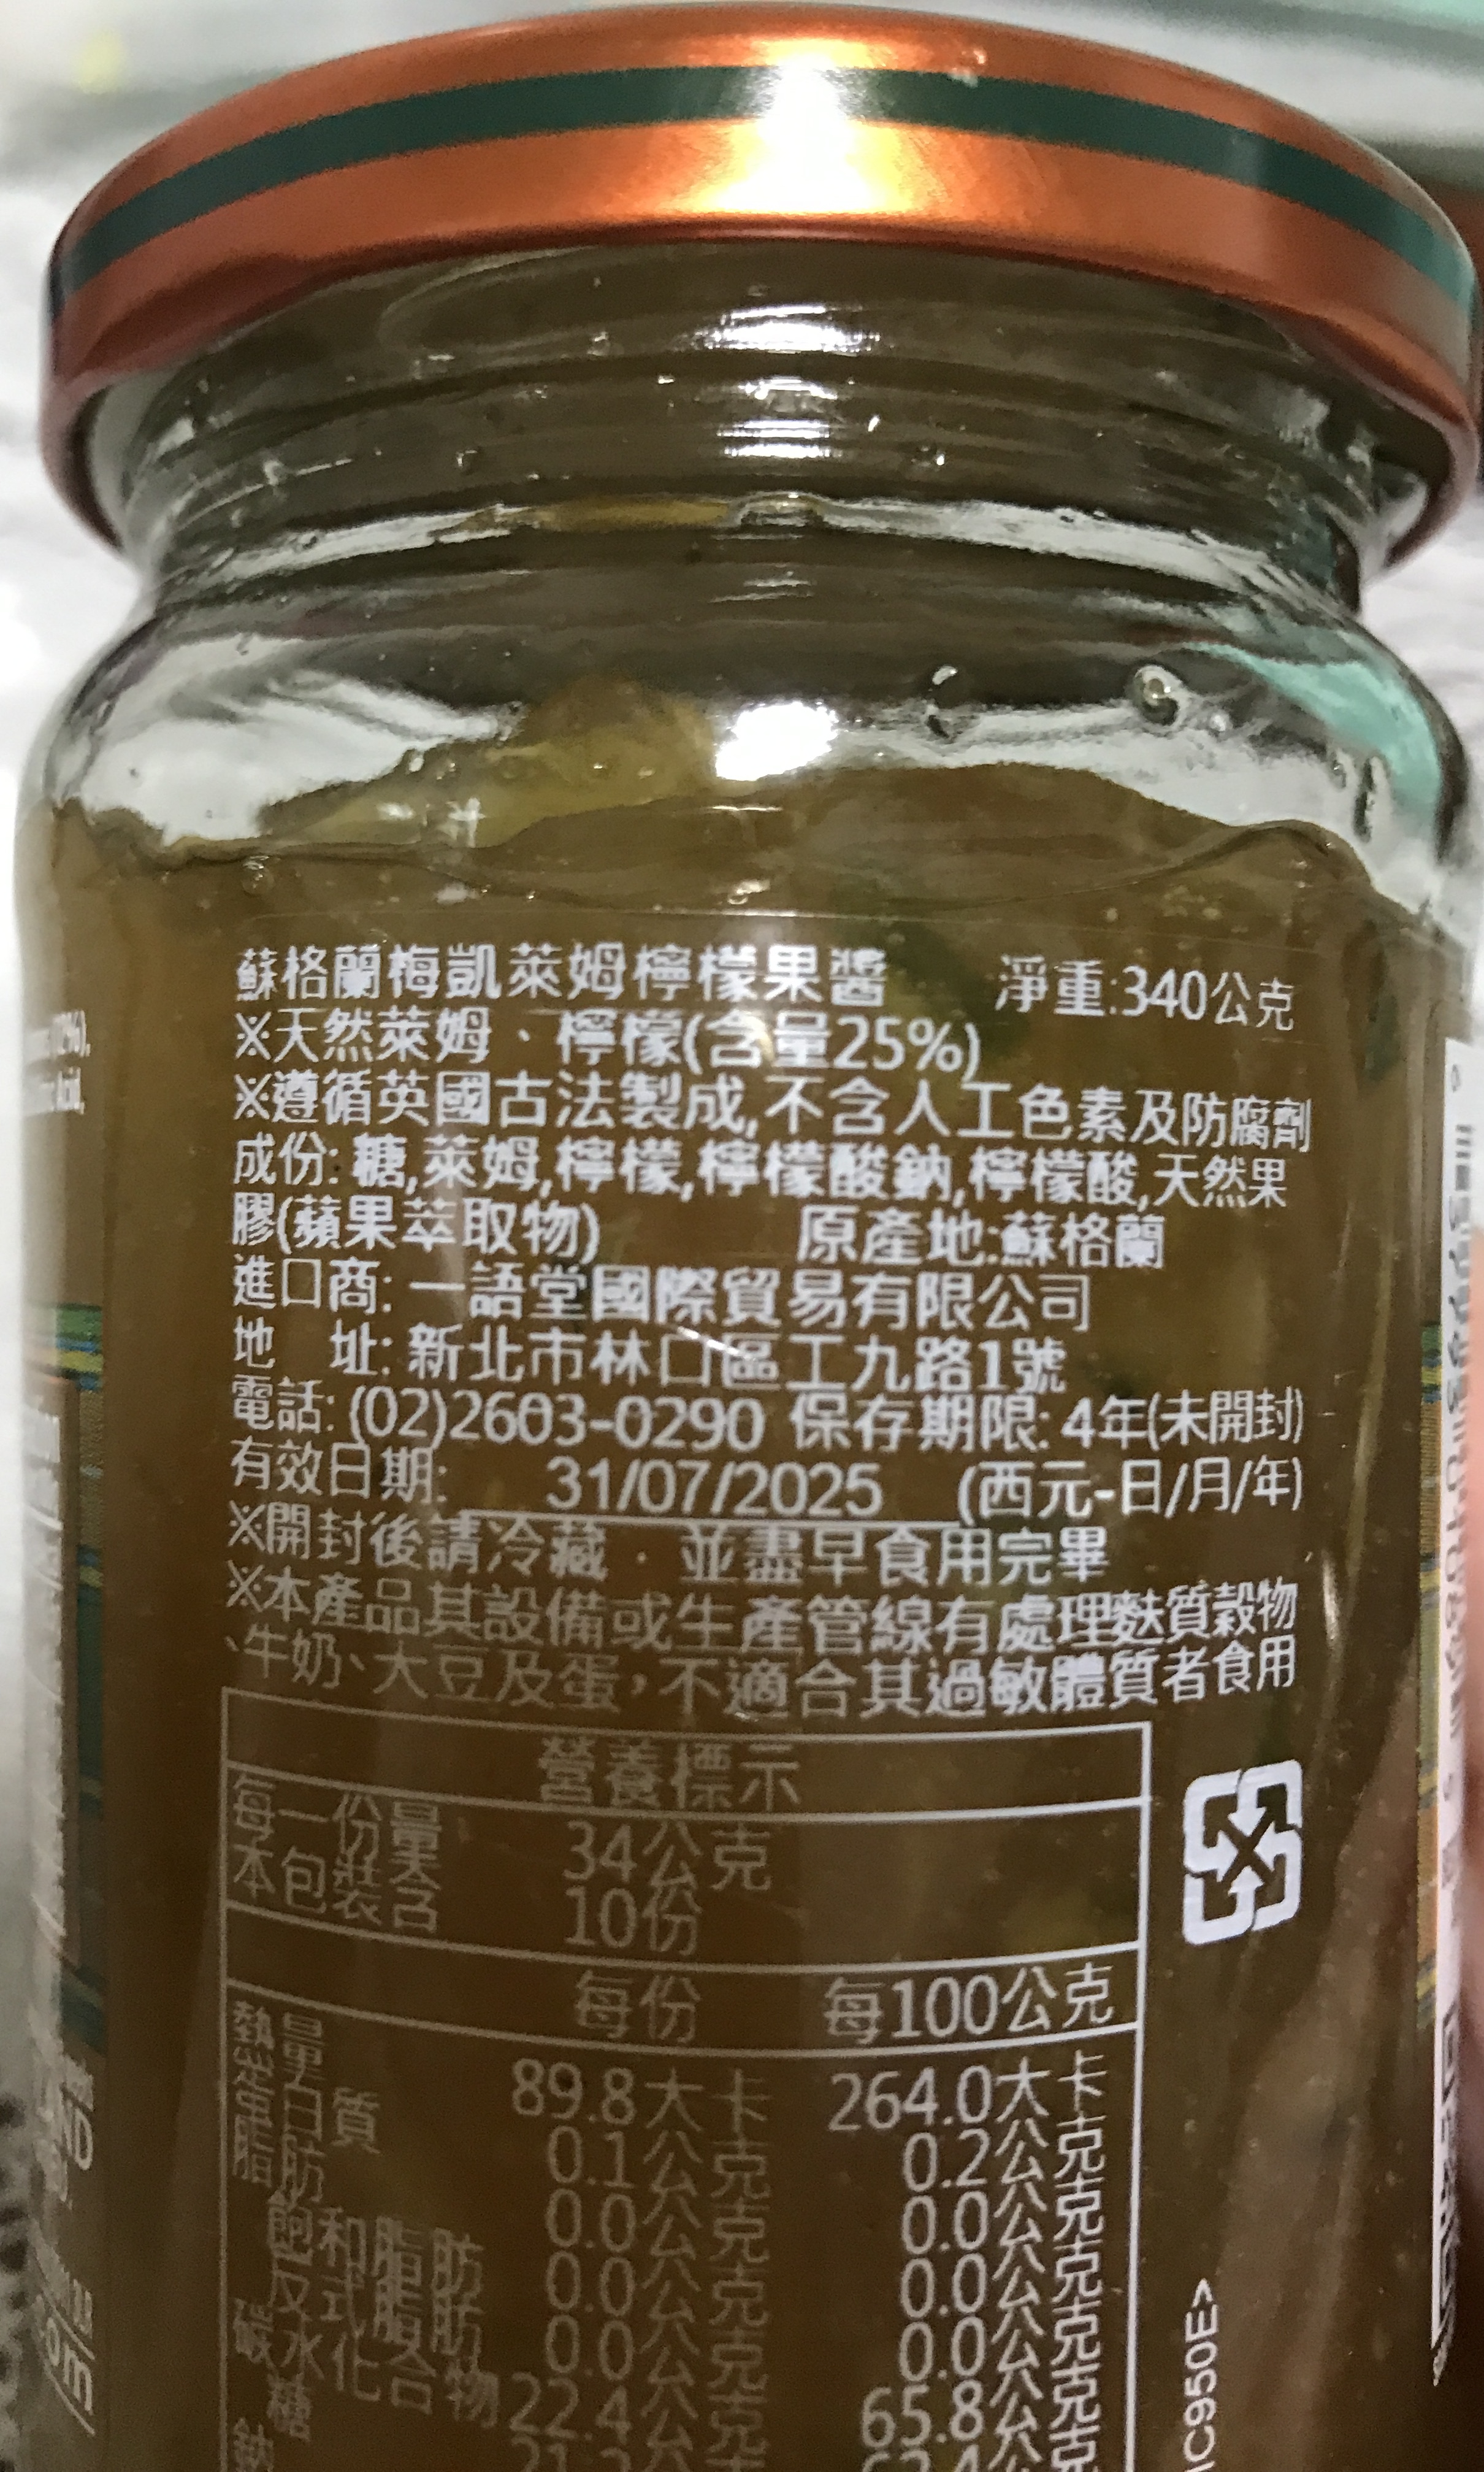 蘇格蘭梅凱萊姆檸檬果醬 淨重:340公克
※天然萊姆、檸檬(含量25%)
※遵循英國古法製成,不含人工色素及防腐劑
成份: 糖,萊姆,檸檬,檸檬酸鈉,檸檬酸,天然果
膠(蘋果萃取物) 原產地:蘇格蘭
進口商: 一語堂國際貿易有限公司
地 址: 新北市林口區工九路1號
電話: (02)2603-0290 保存期限: 4年(未開封)
有效日期: 31/07/2025 (西元-日/月/年)
※開封後請冷藏‧並盡早食用完畢
※本產品其設備或生產管線有處理麩質穀物
、牛奶、大豆及蛋,不適合其過敏體質者食用
營養標示
每一份量 34公克
本包裝含 10份
每份 每100公克
熱量 89.8大卡 264.0大卡
蛋白質 0.1公克 0.2公克
脂肪 0.0公克 0.0公克
飽和脂肪 0.0公克 0.0公克
反式脂肪 0.0公克 0.0公克
碳水化合物 22.4公克 65.8公克
糖
鈉
C950E>